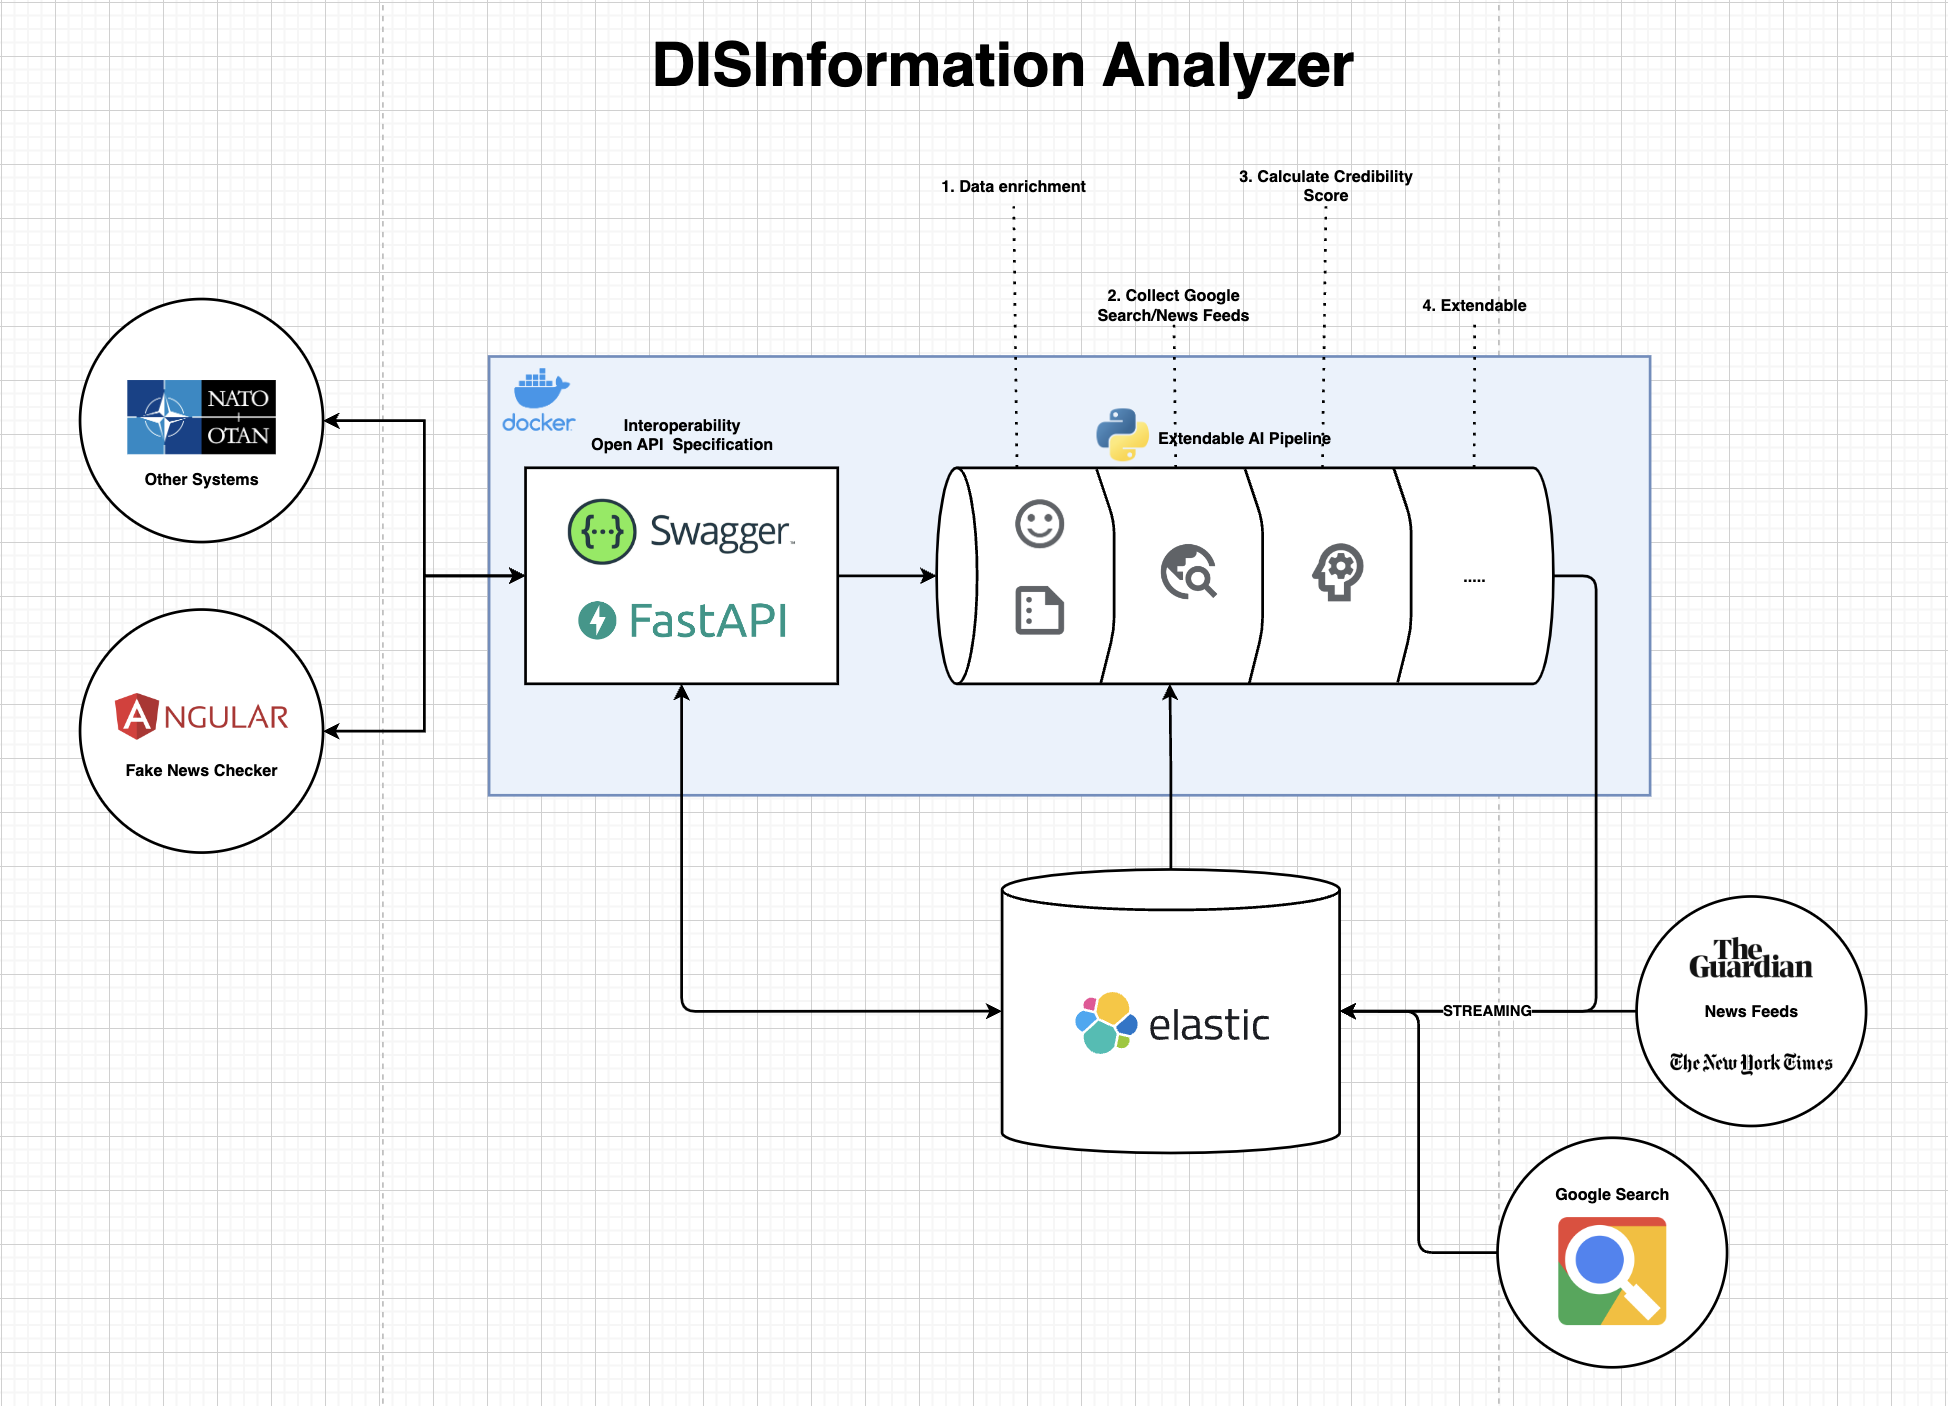 DISInformation Analyzer
1. Data enrichment
3. Calculate Credibility
Score
2. Collect Google
Search/News Feeds
4. Extendable
NATO
OTAN
Other Systems
docker
Interoperability
Open API  Specification
Extendable AI Pipeline
{...} Swagger
FastAPI
.....
ANGULAR
Fake News Checker
elastic
STREAMING
The
Guardian
News Feeds
The New York Times
Google Search